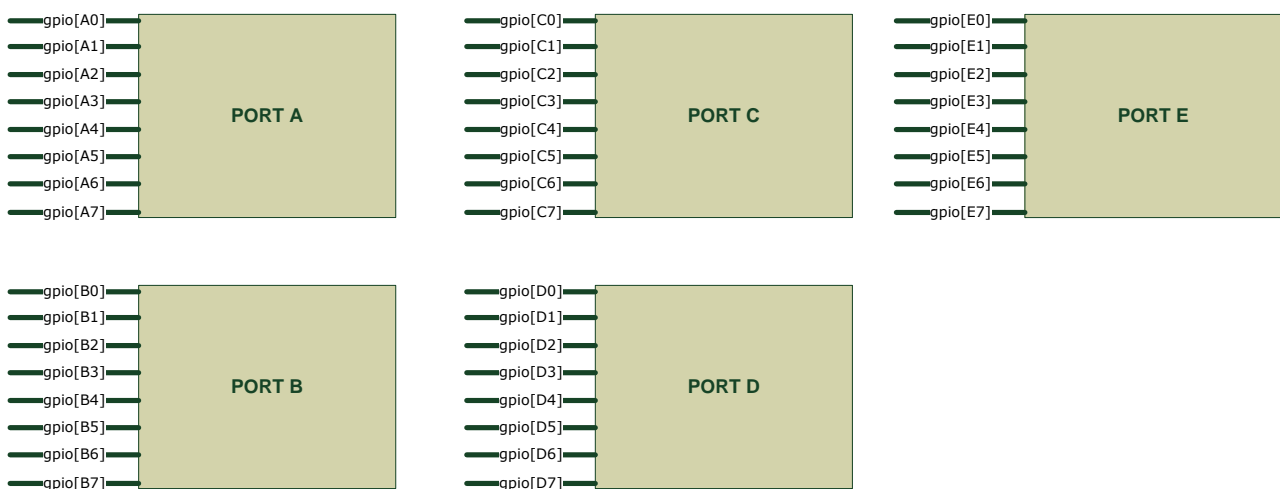 gpio[A0]
gpio[A1]
gpio[A2]
gpio[A3]
gpio[A4]
gpio[A5]
gpio[A6]
gpio[A7]
PORT A
gpio[C0]
gpio[C1]
gpio[C2]
gpio[C3]
gpio[C4]
gpio[C5]
gpio[C6]
gpio[C7]
PORT C
gpio[E0]
gpio[E1]
gpio[E2]
gpio[E3]
gpio[E4]
gpio[E5]
gpio[E6]
gpio[E7]
PORT E
gpio[B0]
gpio[B1]
gpio[B2]
gpio[B3]
gpio[B4]
gpio[B5]
gpio[B6]
gpio[B7]
PORT B
gpio[D0]
gpio[D1]
gpio[D2]
gpio[D3]
gpio[D4]
gpio[D5]
gpio[D6]
gpio[D7]
PORT D